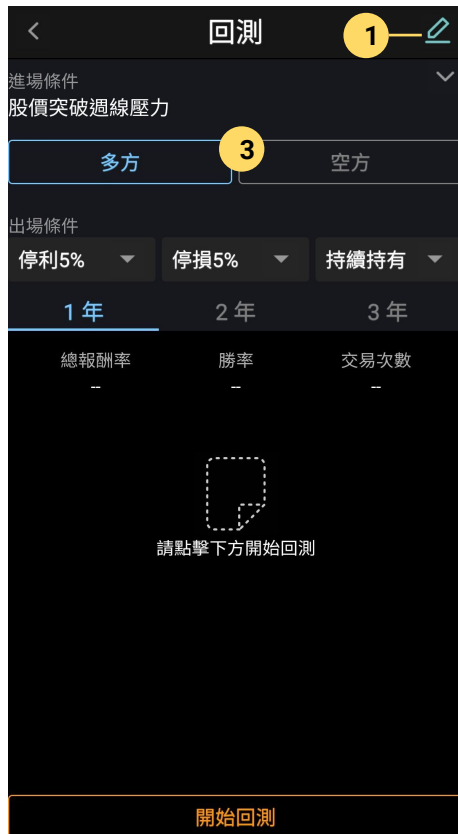 回測
1
進場條件
股價突破週線壓力
多方
3
空方
出場條件
停利5% 停損5% 持續持有
1 年 2 年 3 年
總報酬率 勝率 交易次數
-- -- --
請點擊下方開始回測
開始回測